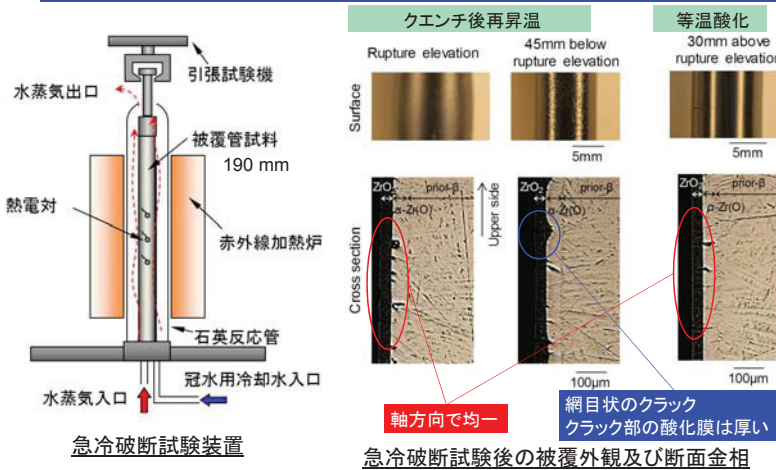 クエンチ後再昇温
等温酸化
引張試験機
水蒸気出口
被覆管試料
190 mm
熱電対
赤外線加熱炉
石英反応管
冠水用冷却水入口
水蒸気入口
急冷破断試験装置
Rupture elevation
45mm below
rupture elevation
30mm above
rupture elevation
Surface
5mm
5mm
ZrO₂
prior-β
α-Zr(O)
Upper side
ZrO₂
prior-β
ZrO₂
prior-β
α-Zr(O)
Cross section
100μm
100μm
軸方向で均一
網目状のクラック
クラック部の酸化膜は厚い
急冷破断試験後の被覆外観及び断面金相